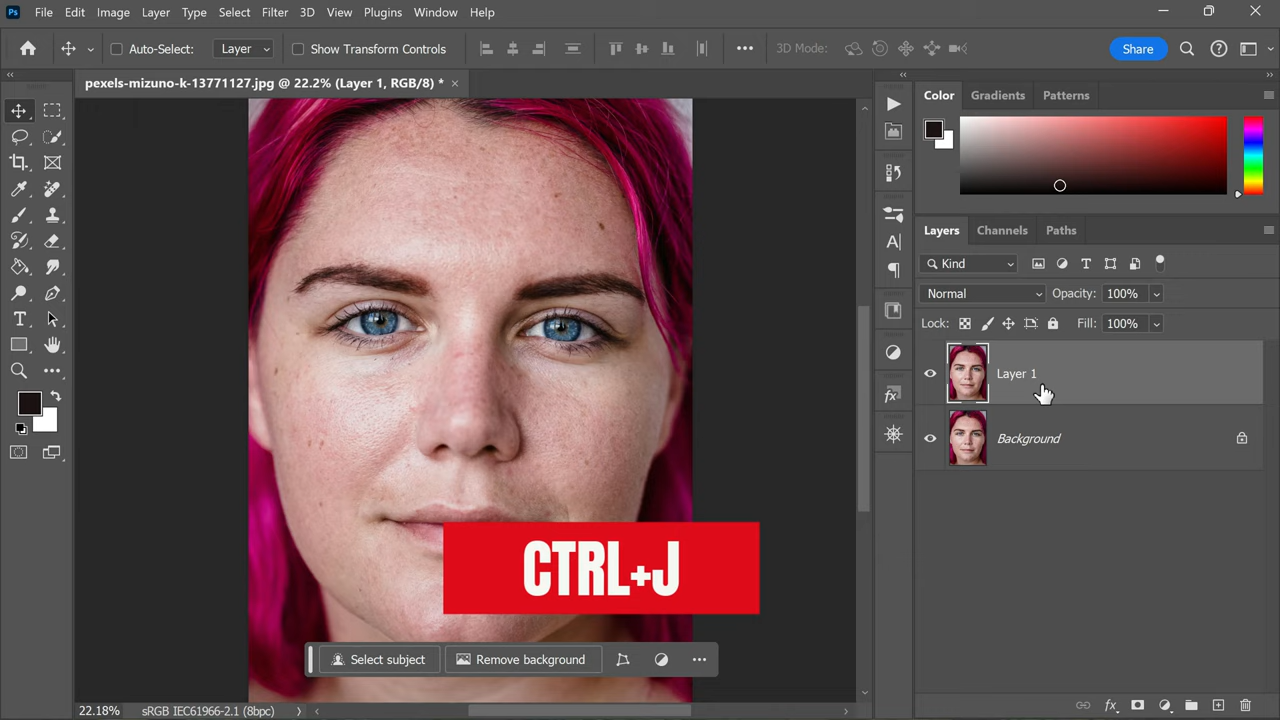 Ps File Edit Image Layer Type Select Filter 3D View Plugins Window Help
Auto-Select: Layer Show Transform Controls 3D Mode: Share
pexels-mizuno-k-13771127.jpg @ 22.2% (Layer 1, RGB/8) *
Color Gradients Patterns
Layers Channels Paths
Kind
Normal Opacity: 100%
Lock: Fill: 100%
Layer 1
Background
CTRL+J
Select subject Remove background
22.18% sRGB IEC61966-2.1 (8bpc)